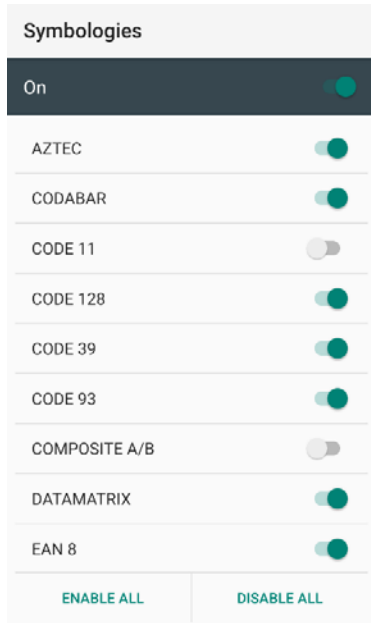 Symbologies
On
AZTEC
CODABAR
CODE 11
CODE 128
CODE 39
CODE 93
COMPOSITE A/B
DATAMATRIX
EAN 8
ENABLE ALL DISABLE ALL